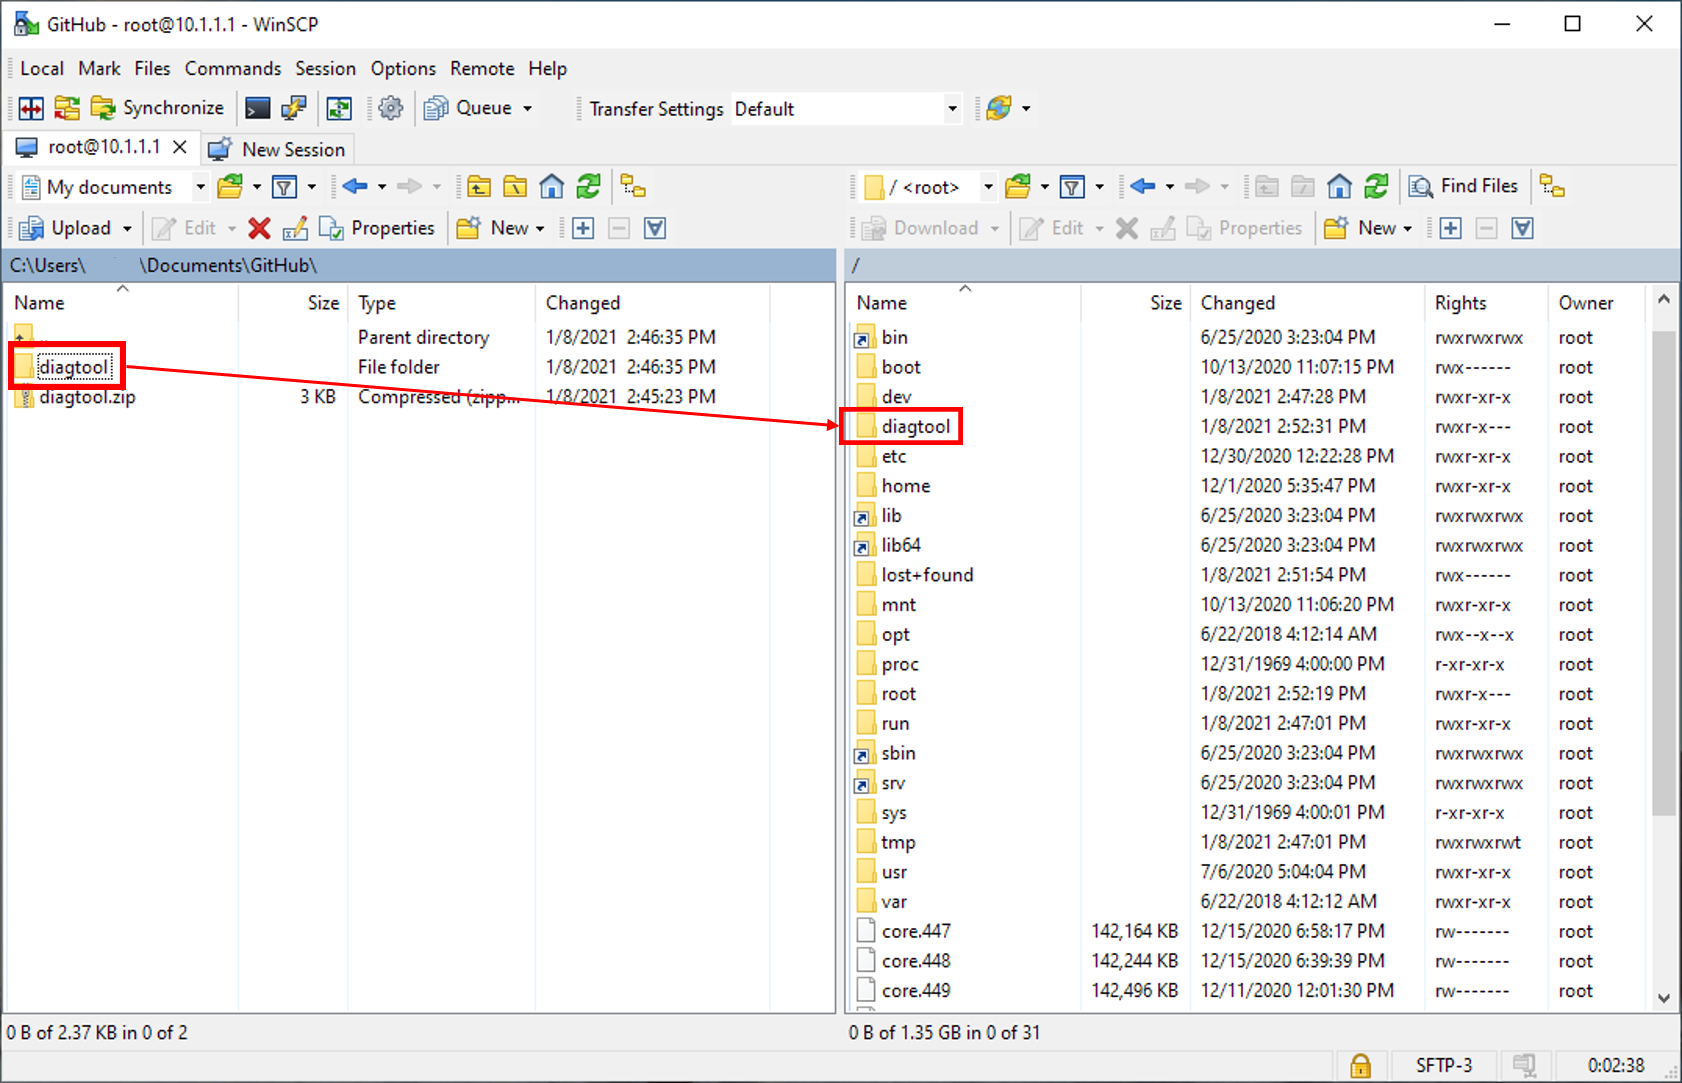 GitHub - root@10.1.1.1 - WinSCP
Local Mark Files Commands Session Options Remote Help
Synchronize Queue Transfer Settings Default
root@10.1.1.1 New Session
My documents / <root> Find Files
Upload Edit Properties New Download Edit Properties New
C:\Users\ \Documents\GitHub\ /
Name Size Type Changed
.. Parent directory 1/8/2021 2:46:35 PM
diagtool File folder 1/8/2021 2:46:35 PM
diagtool.zip 3 KB Compressed (zipp... 1/8/2021 2:45:23 PM
Name Size Changed Rights Owner
bin 6/25/2020 3:23:04 PM rwxrwxrwx root
boot 10/13/2020 11:07:15 PM rwx------ root
dev 1/8/2021 2:47:28 PM rwxr-xr-x root
diagtool 1/8/2021 2:52:31 PM rwxr-x--- root
etc 12/30/2020 12:22:28 PM rwxr-xr-x root
home 12/1/2020 5:35:47 PM rwxr-xr-x root
lib 6/25/2020 3:23:04 PM rwxrwxrwx root
lib64 6/25/2020 3:23:04 PM rwxrwxrwx root
lost+found 1/8/2021 2:51:54 PM rwx------ root
mnt 10/13/2020 11:06:20 PM rwxr-xr-x root
opt 6/22/2018 4:12:14 AM rwx--x--x root
proc 12/31/1969 4:00:00 PM r-xr-xr-x root
root 1/8/2021 2:52:19 PM rwxr-x--- root
run 1/8/2021 2:47:01 PM rwxr-xr-x root
sbin 6/25/2020 3:23:04 PM rwxrwxrwx root
srv 6/25/2020 3:23:04 PM rwxrwxrwx root
sys 12/31/1969 4:00:01 PM r-xr-xr-x root
tmp 1/8/2021 2:47:01 PM rwxrwxrwt root
usr 7/6/2020 5:04:04 PM rwxr-xr-x root
var 6/22/2018 4:12:12 AM rwxr-xr-x root
core.447 142,164 KB 12/15/2020 6:58:17 PM rw------- root
core.448 142,244 KB 12/15/2020 6:39:39 PM rw------- root
core.449 142,496 KB 12/11/2020 12:01:30 PM rw------- root
0 B of 2.37 KB in 0 of 2 0 B of 1.35 GB in 0 of 31
SFTP-3 0:02:38